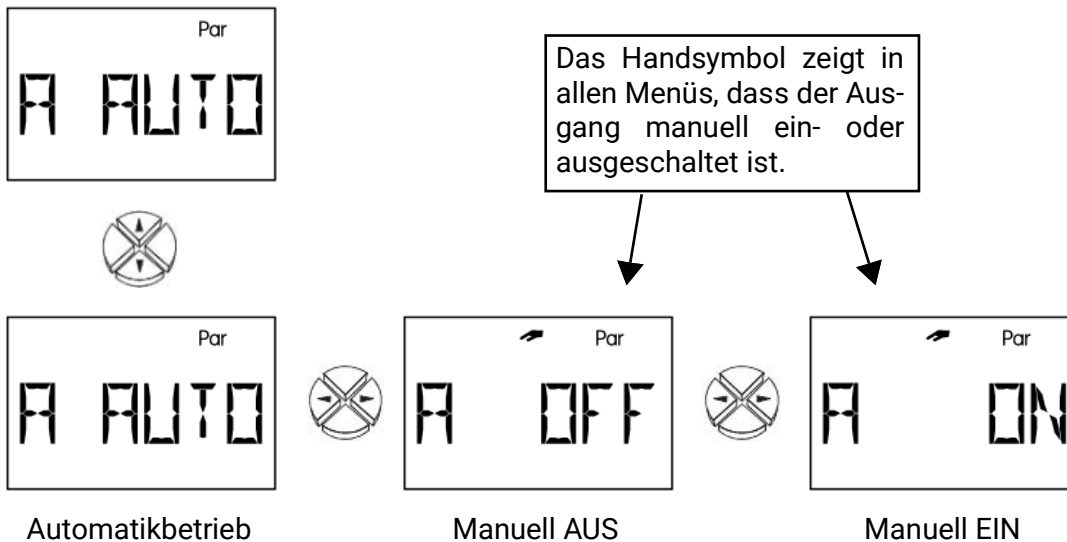 Par
A AUTO
Das Handsymbol zeigt in
allen Menüs, dass der Aus-
gang manuell ein- oder
ausgeschaltet ist.
Par
A AUTO
Par
A OFF
Par
A ON
Automatikbetrieb
Manuell AUS
Manuell EIN